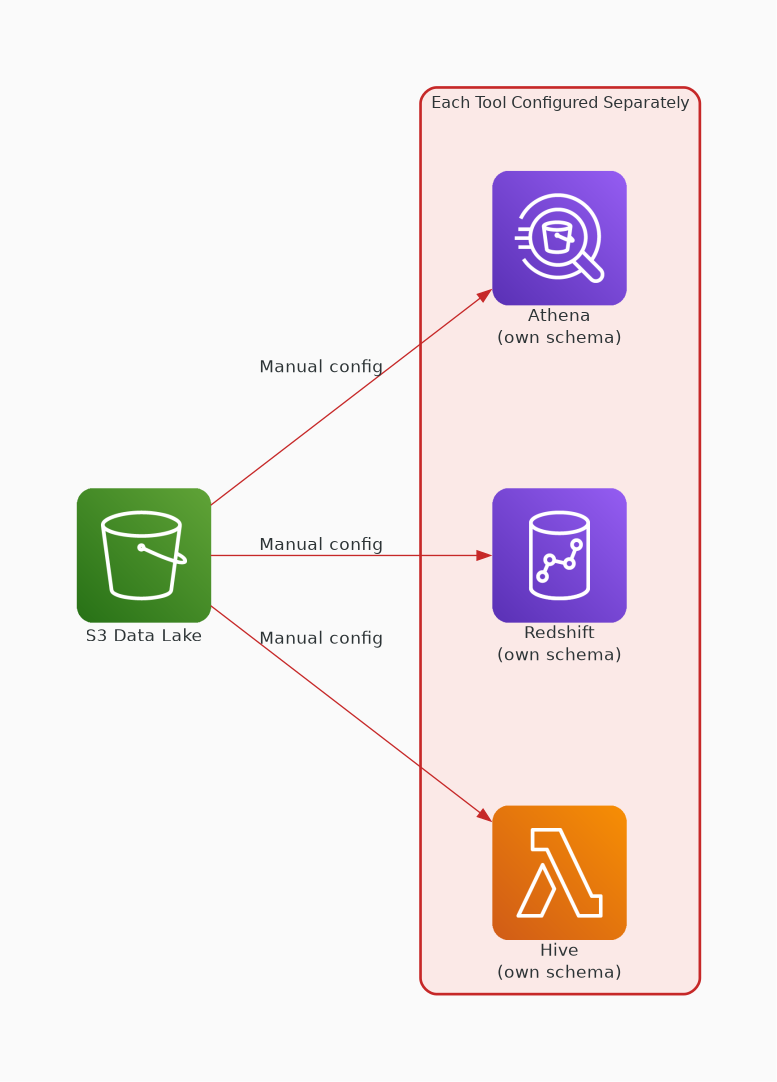 Each Tool Configured Separately
Athena
(own schema)
Manual config
Manual config
S3 Data Lake
Redshift
(own schema)
Manual config
Hive
(own schema)